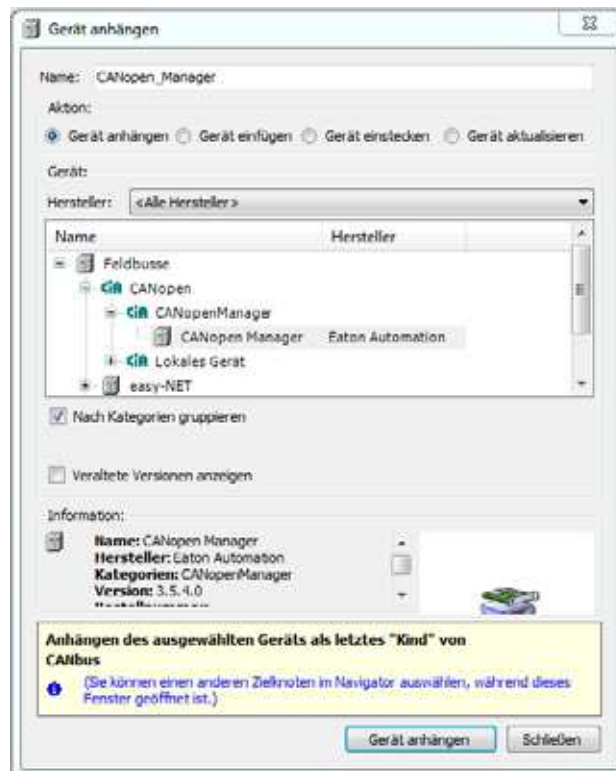 Gerät anhängen
Name: CANopen_Manager
Aktion:
Gerät anhängen Gerät einfügen Gerät einstecken Gerät aktualisieren
Gerät:
Hersteller: <Alle Hersteller>
Name Hersteller
Feldbusse
CiA CANopen
CiA CANopenManager
CANopen Manager Eaton Automation
CiA Lokales Gerät
easy-NET
Nach Kategorien gruppieren
Veraltete Versionen anzeigen
Information:
Name: CANopen Manager
Hersteller: Eaton Automation
Kategorien: CANopenManager
Version: 3.5.4.0
Anhängen des ausgewählten Geräts als letztes "Kind" von
CANbus
(Sie können einen anderen Zielknoten im Navigator auswählen, während dieses
Fenster geöffnet ist.)
Gerät anhängen Schließen